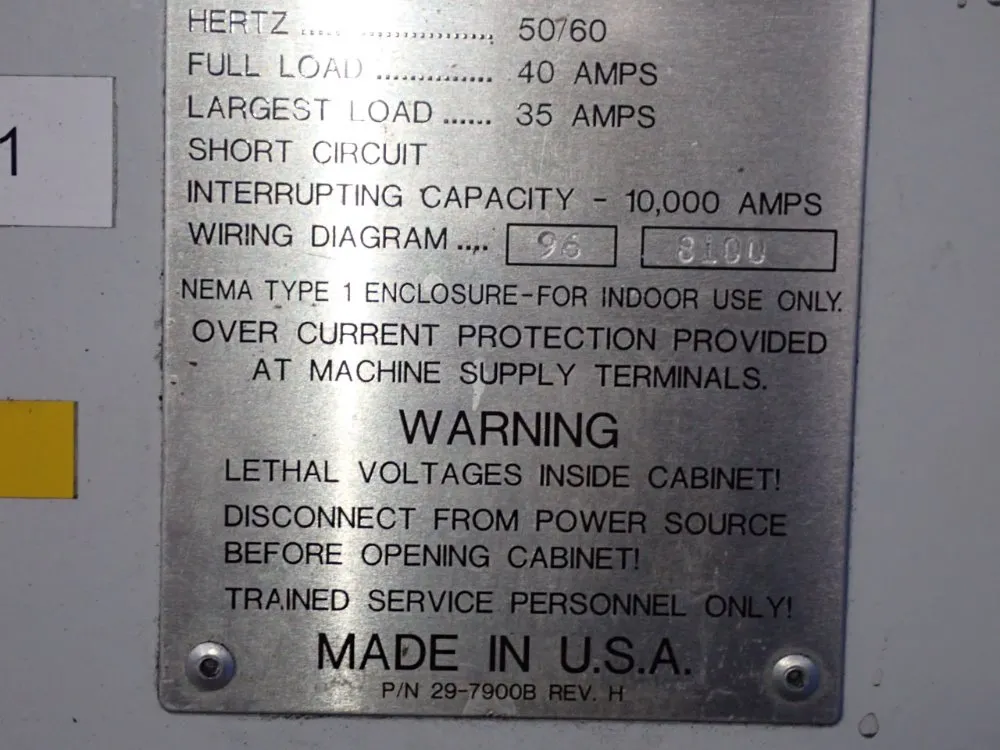 1
HERTZ .................... 50/60
FULL LOAD ............... 40 AMPS
LARGEST LOAD ...... 35 AMPS
SHORT CIRCUIT
INTERRUPTING CAPACITY - 10,000 AMPS
WIRING DIAGRAM ..... 96 8100
NEMA TYPE 1 ENCLOSURE-FOR INDOOR USE ONLY.
OVER CURRENT PROTECTION PROVIDED
AT MACHINE SUPPLY TERMINALS.
WARNING
LETHAL VOLTAGES INSIDE CABINET!
DISCONNECT FROM POWER SOURCE
BEFORE OPENING CABINET!
TRAINED SERVICE PERSONNEL ONLY!
MADE IN U.S.A.
P/N 29-7900B REV. H